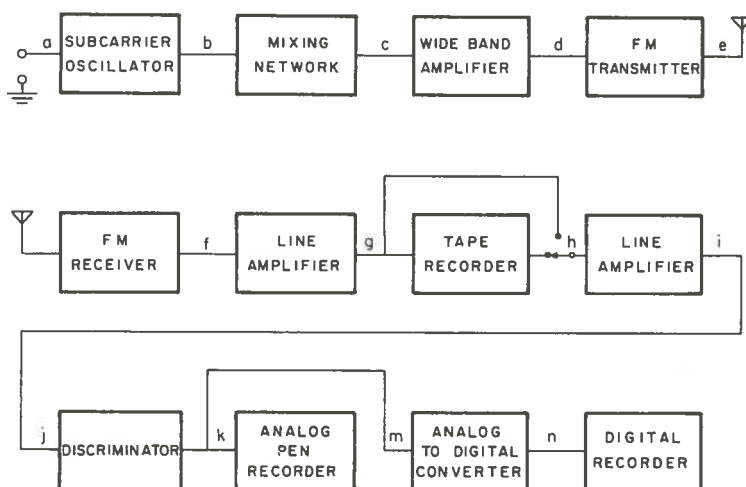 a
SUBCARRIER
OSCILLATOR
b
MIXING
NETWORK
c
WIDE BAND
AMPLIFIER
d
FM
TRANSMITTER
e
FM
RECEIVER
f
LINE
AMPLIFIER
g
TAPE
RECORDER
h
LINE
AMPLIFIER
i
j
DISCRIMINATOR
k
ANALOG
PEN
RECORDER
m
ANALOG
TO DIGITAL
CONVERTER
n
DIGITAL
RECORDER